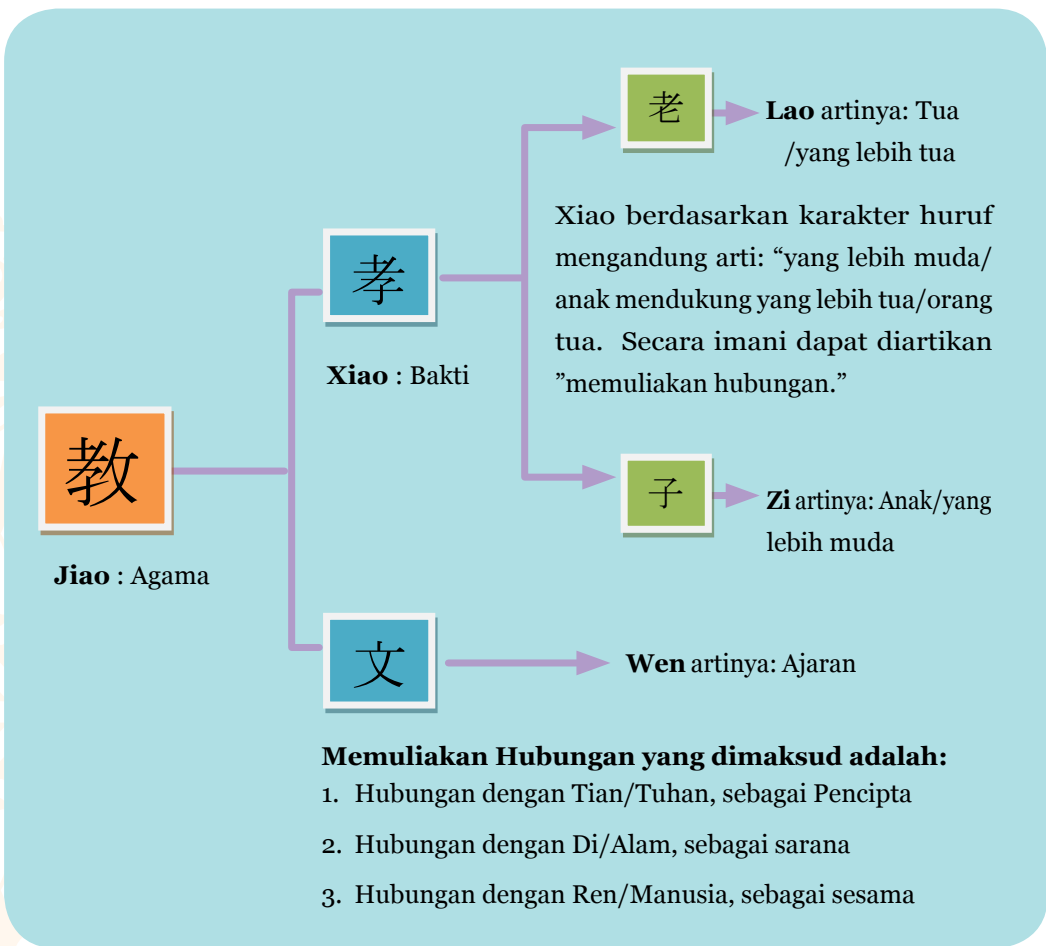 老
Lao artinya: Tua
/yang lebih tua
Xiao berdasarkan karakter huruf
mengandung arti: “yang lebih muda/
anak mendukung yang lebih tua/orang
tua. Secara imani dapat diartikan
”memuliakan hubungan.”
孝
Xiao : Bakti
教
Jiao : Agama
子
Zi artinya: Anak/yang
lebih muda
文
Wen artinya: Ajaran
Memuliakan Hubungan yang dimaksud adalah:
1. Hubungan dengan Tian/Tuhan, sebagai Pencipta
2. Hubungan dengan Di/Alam, sebagai sarana
3. Hubungan dengan Ren/Manusia, sebagai sesama